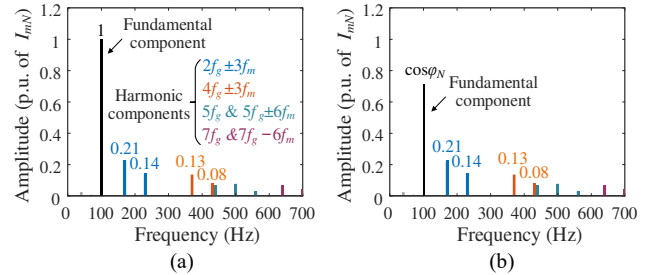 Amplitude (p.u. of I_mN)
1.2
1
0.8
0.6
0.4
0.2
0
1
Fundamental
component
Harmonic
components
2f_g ±3f_m
4f_g ±3f_m
5f_g & 5f_g±6f_m
7f_g &7f_g −6f_m
0.21
0.14
0.13
0.08
0 100 200 300 400 500 600 700
Frequency (Hz)
(a)
Amplitude (p.u. of I_mN)
1.2
1
0.8
0.6
0.4
0.2
0
cosφ_N
Fundamental
component
0.21
0.14
0.13
0.08
0 100 200 300 400 500 600 700
Frequency (Hz)
(b)